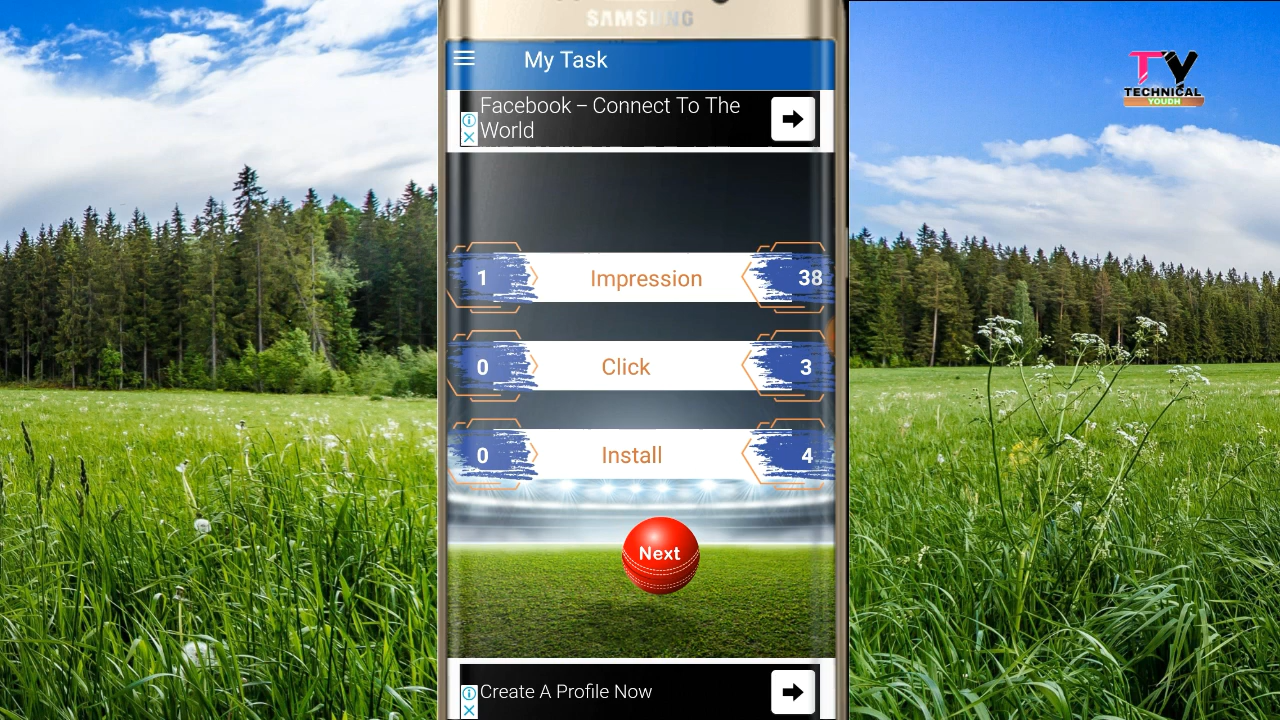 SAMSUNG
My Task
Facebook – Connect To The
World
TECHNICAL
YOUDH
1 Impression 38
0 Click 3
0 Install 4
Next
Create A Profile Now